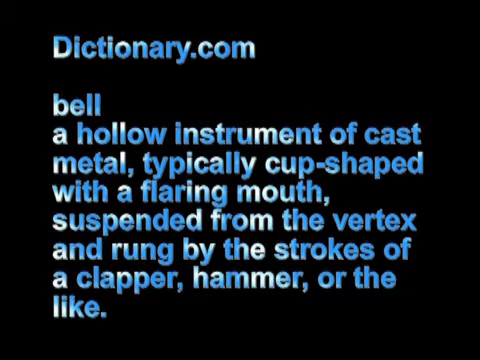 Dictionary.com
bell
a hollow instrument of cast
metal, typically cup-shaped
with a flaring mouth,
suspended from the vertex
and rung by the strokes of
a clapper, hammer, or the
like.